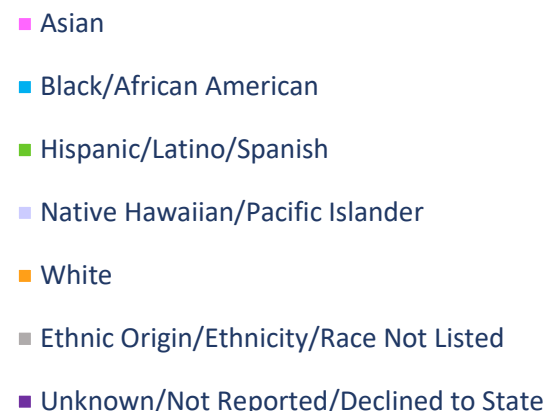 Asian
Black/African American
Hispanic/Latino/Spanish
Native Hawaiian/Pacific Islander
White
Ethnic Origin/Ethnicity/Race Not Listed
Unknown/Not Reported/Declined to State